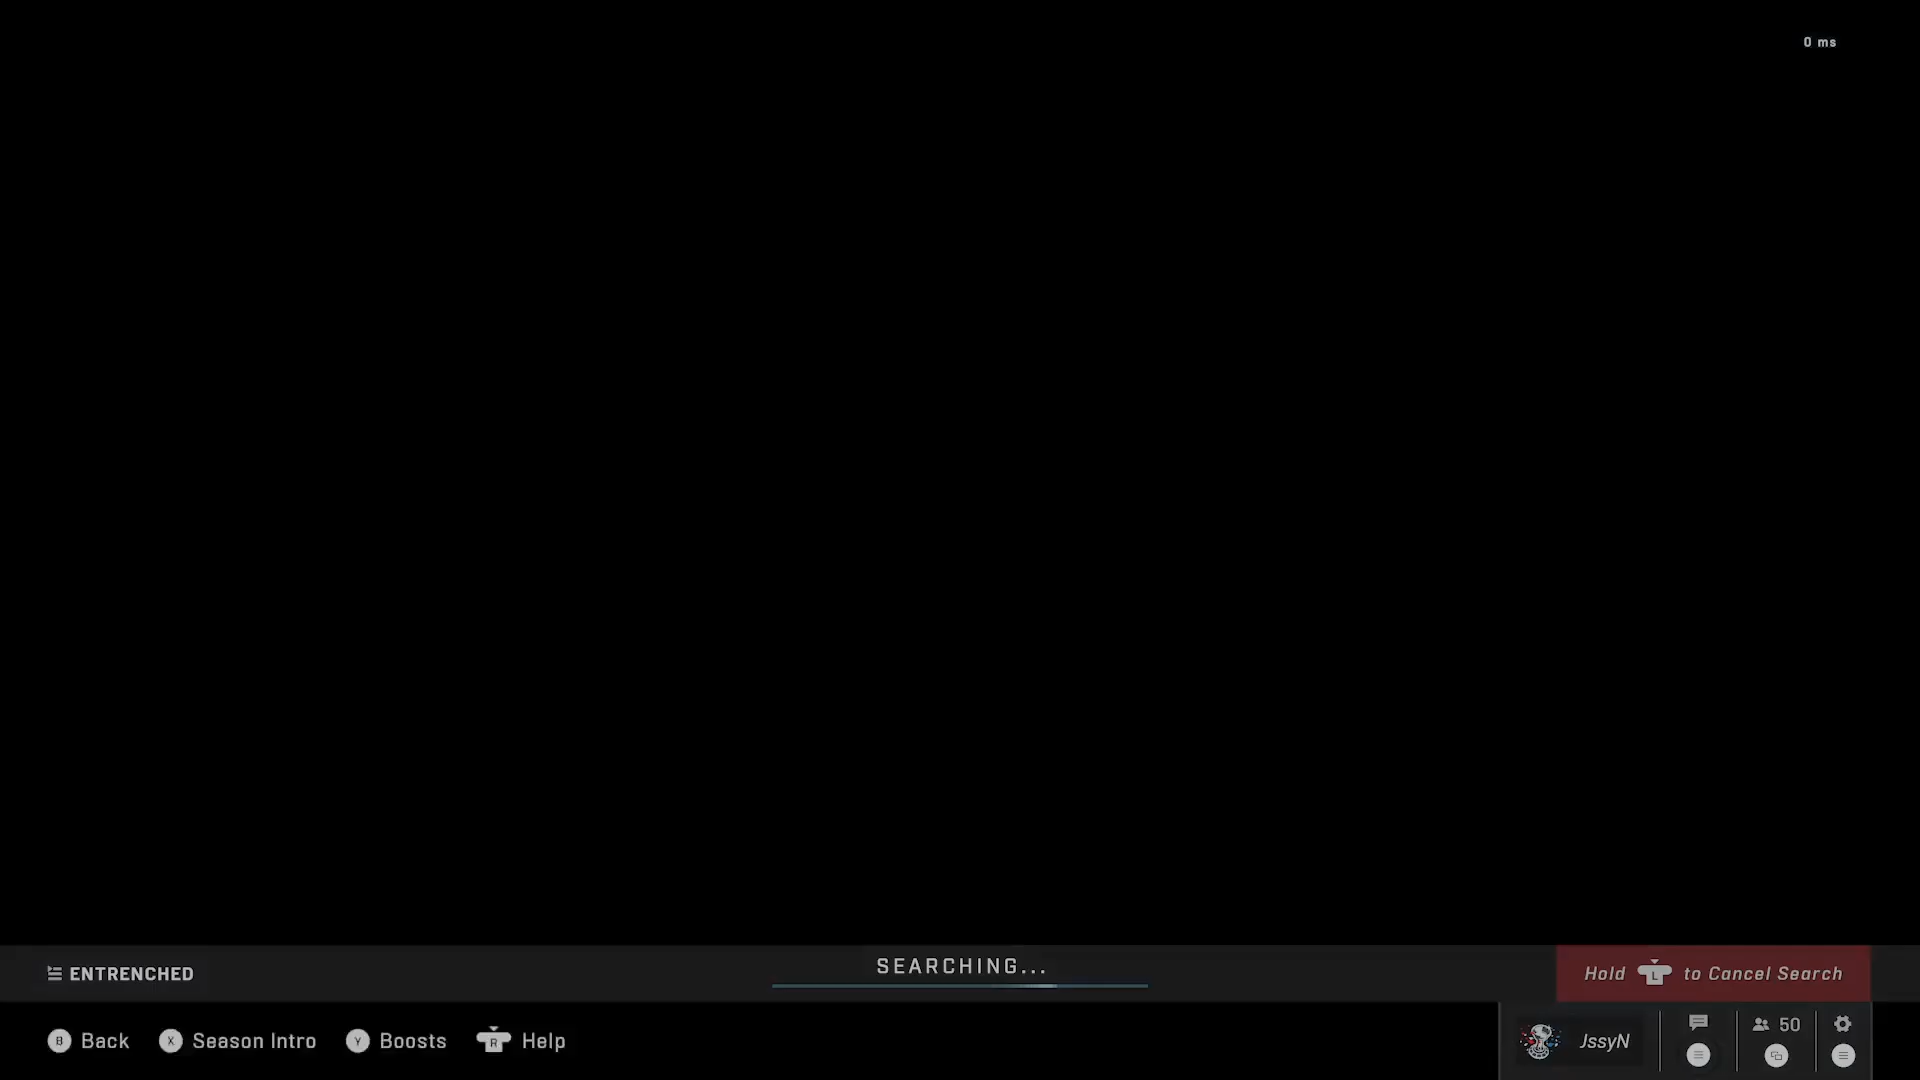 0 ms
ENTRENCHED
SEARCHING...
Hold L to Cancel Search
B Back X Season Intro Y Boosts R Help
JssyN
50